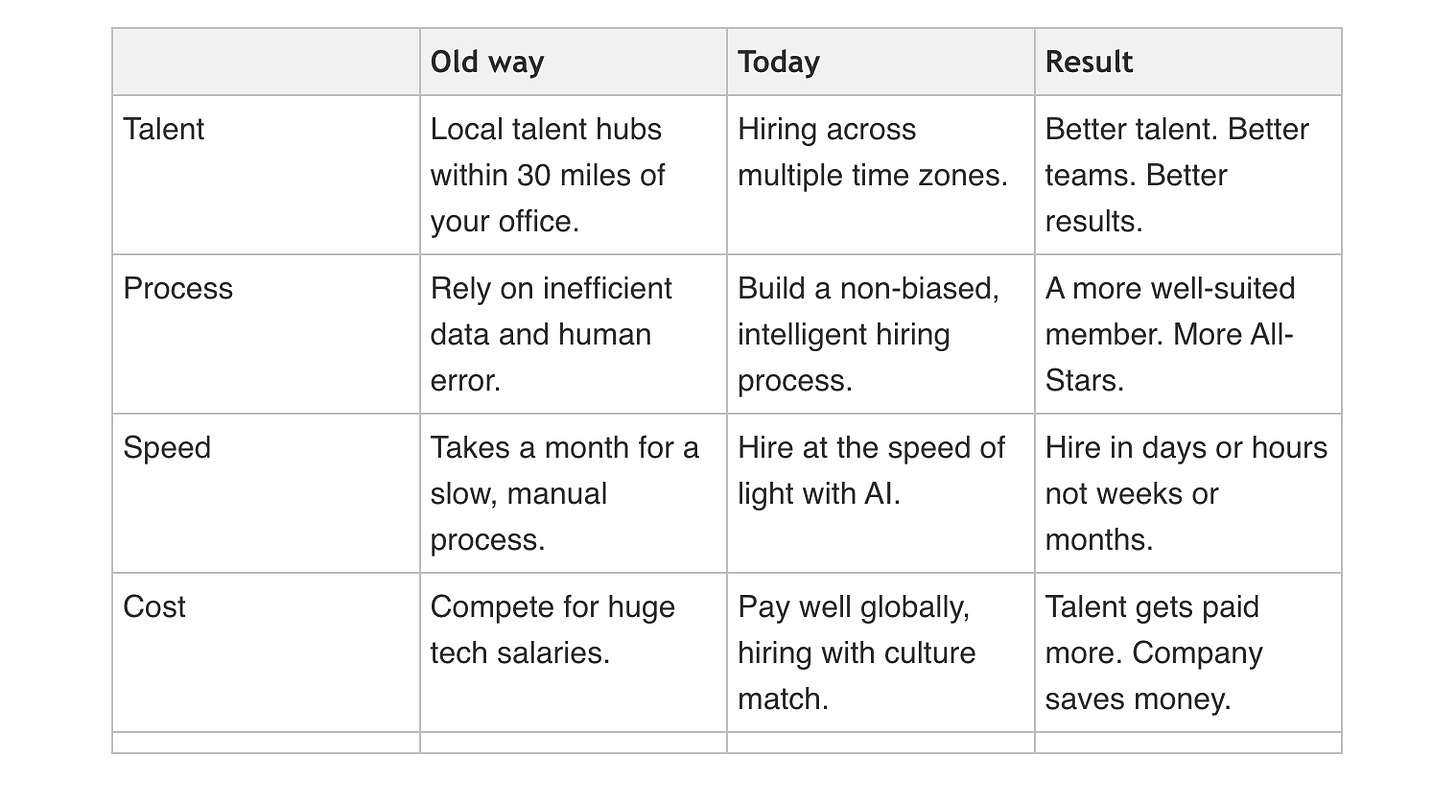 Old way
Today
Result
Talent
Local talent hubs
within 30 miles of
your office.
Hiring across
multiple time zones.
Better talent. Better
teams. Better
results.
Process
Rely on inefficient
data and human
error.
Build a non-biased,
intelligent hiring
process.
A more well-suited
member. More All-
Stars.
Speed
Takes a month for a
slow, manual
process.
Hire at the speed of
light with AI.
Hire in days or hours
not weeks or
months.
Cost
Compete for huge
tech salaries.
Pay well globally,
hiring with culture
match.
Talent gets paid
more. Company
saves money.